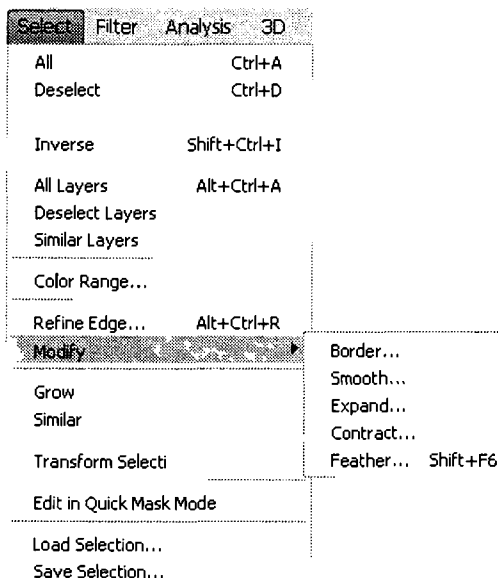 Select Filter Analysis 3D
All Ctrl+A
Deselect Ctrl+D
Inverse Shift+Ctrl+I
All Layers Alt+Ctrl+A
Deselect Layers
Similar Layers
Color Range...
Refine Edge... Alt+Ctrl+R
Modify
Border...
Smooth...
Expand...
Contract...
Feather... Shift+F6
Grow
Similar
Transform Selecti
Edit in Quick Mask Mode
Load Selection...
Save Selection...